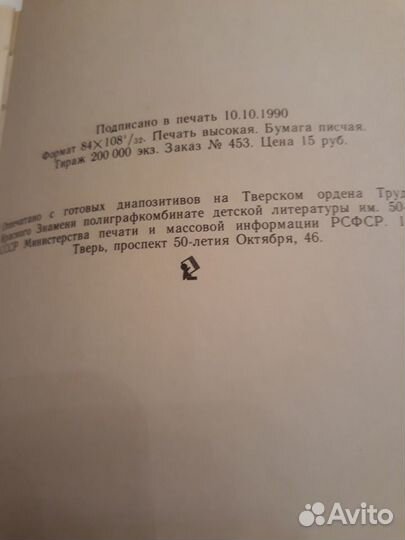 Подписано в печать 10.10.1990
Формат 84×108¹/₃₂. Печать высокая. Бумага писчая.
Тираж 200 000 экз. Заказ № 453. Цена 15 руб.
Отпечатано с готовых диапозитивов на Тверском ордена Труд
Красного Знамени полиграфкомбинате детской литературы им. 50-
СССР Министерства печати и массовой информации РСФСР. 1
Тверь, проспект 50-летия Октября, 46.
Avito